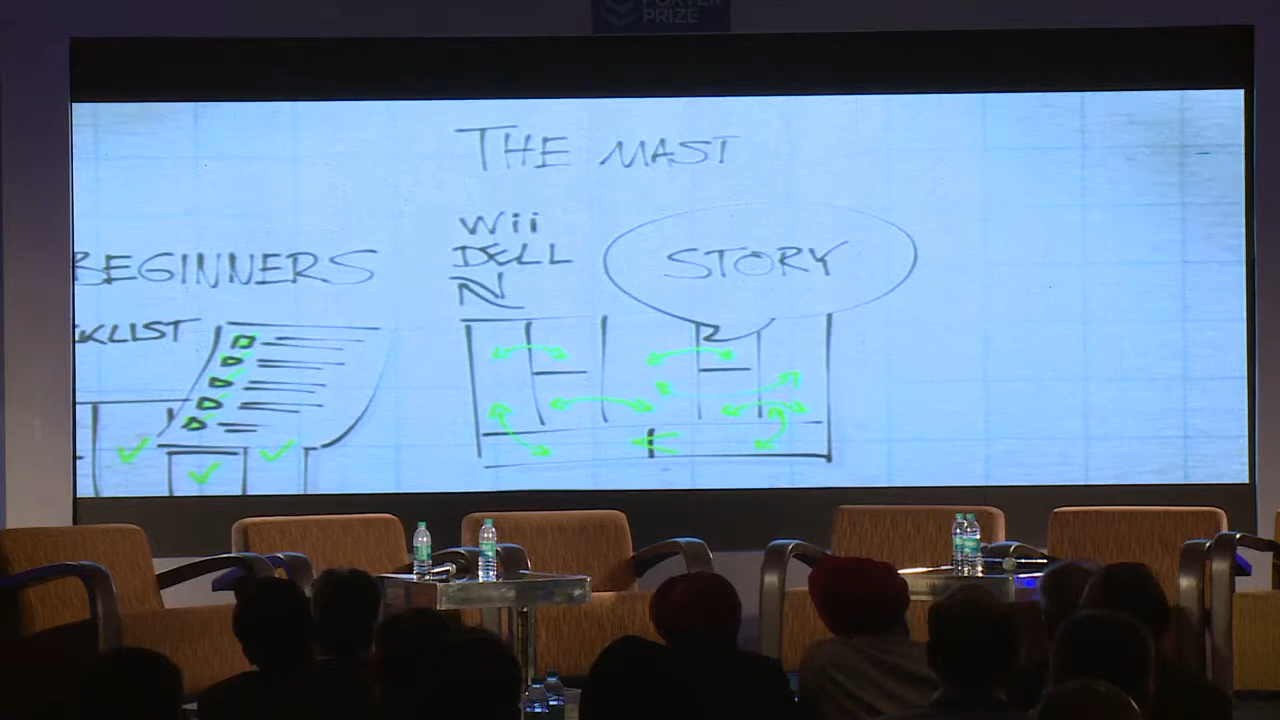 PORTER
PRIZE
THE MAST
BEGINNERS
KLIST
Wii
DELL
N
STORY